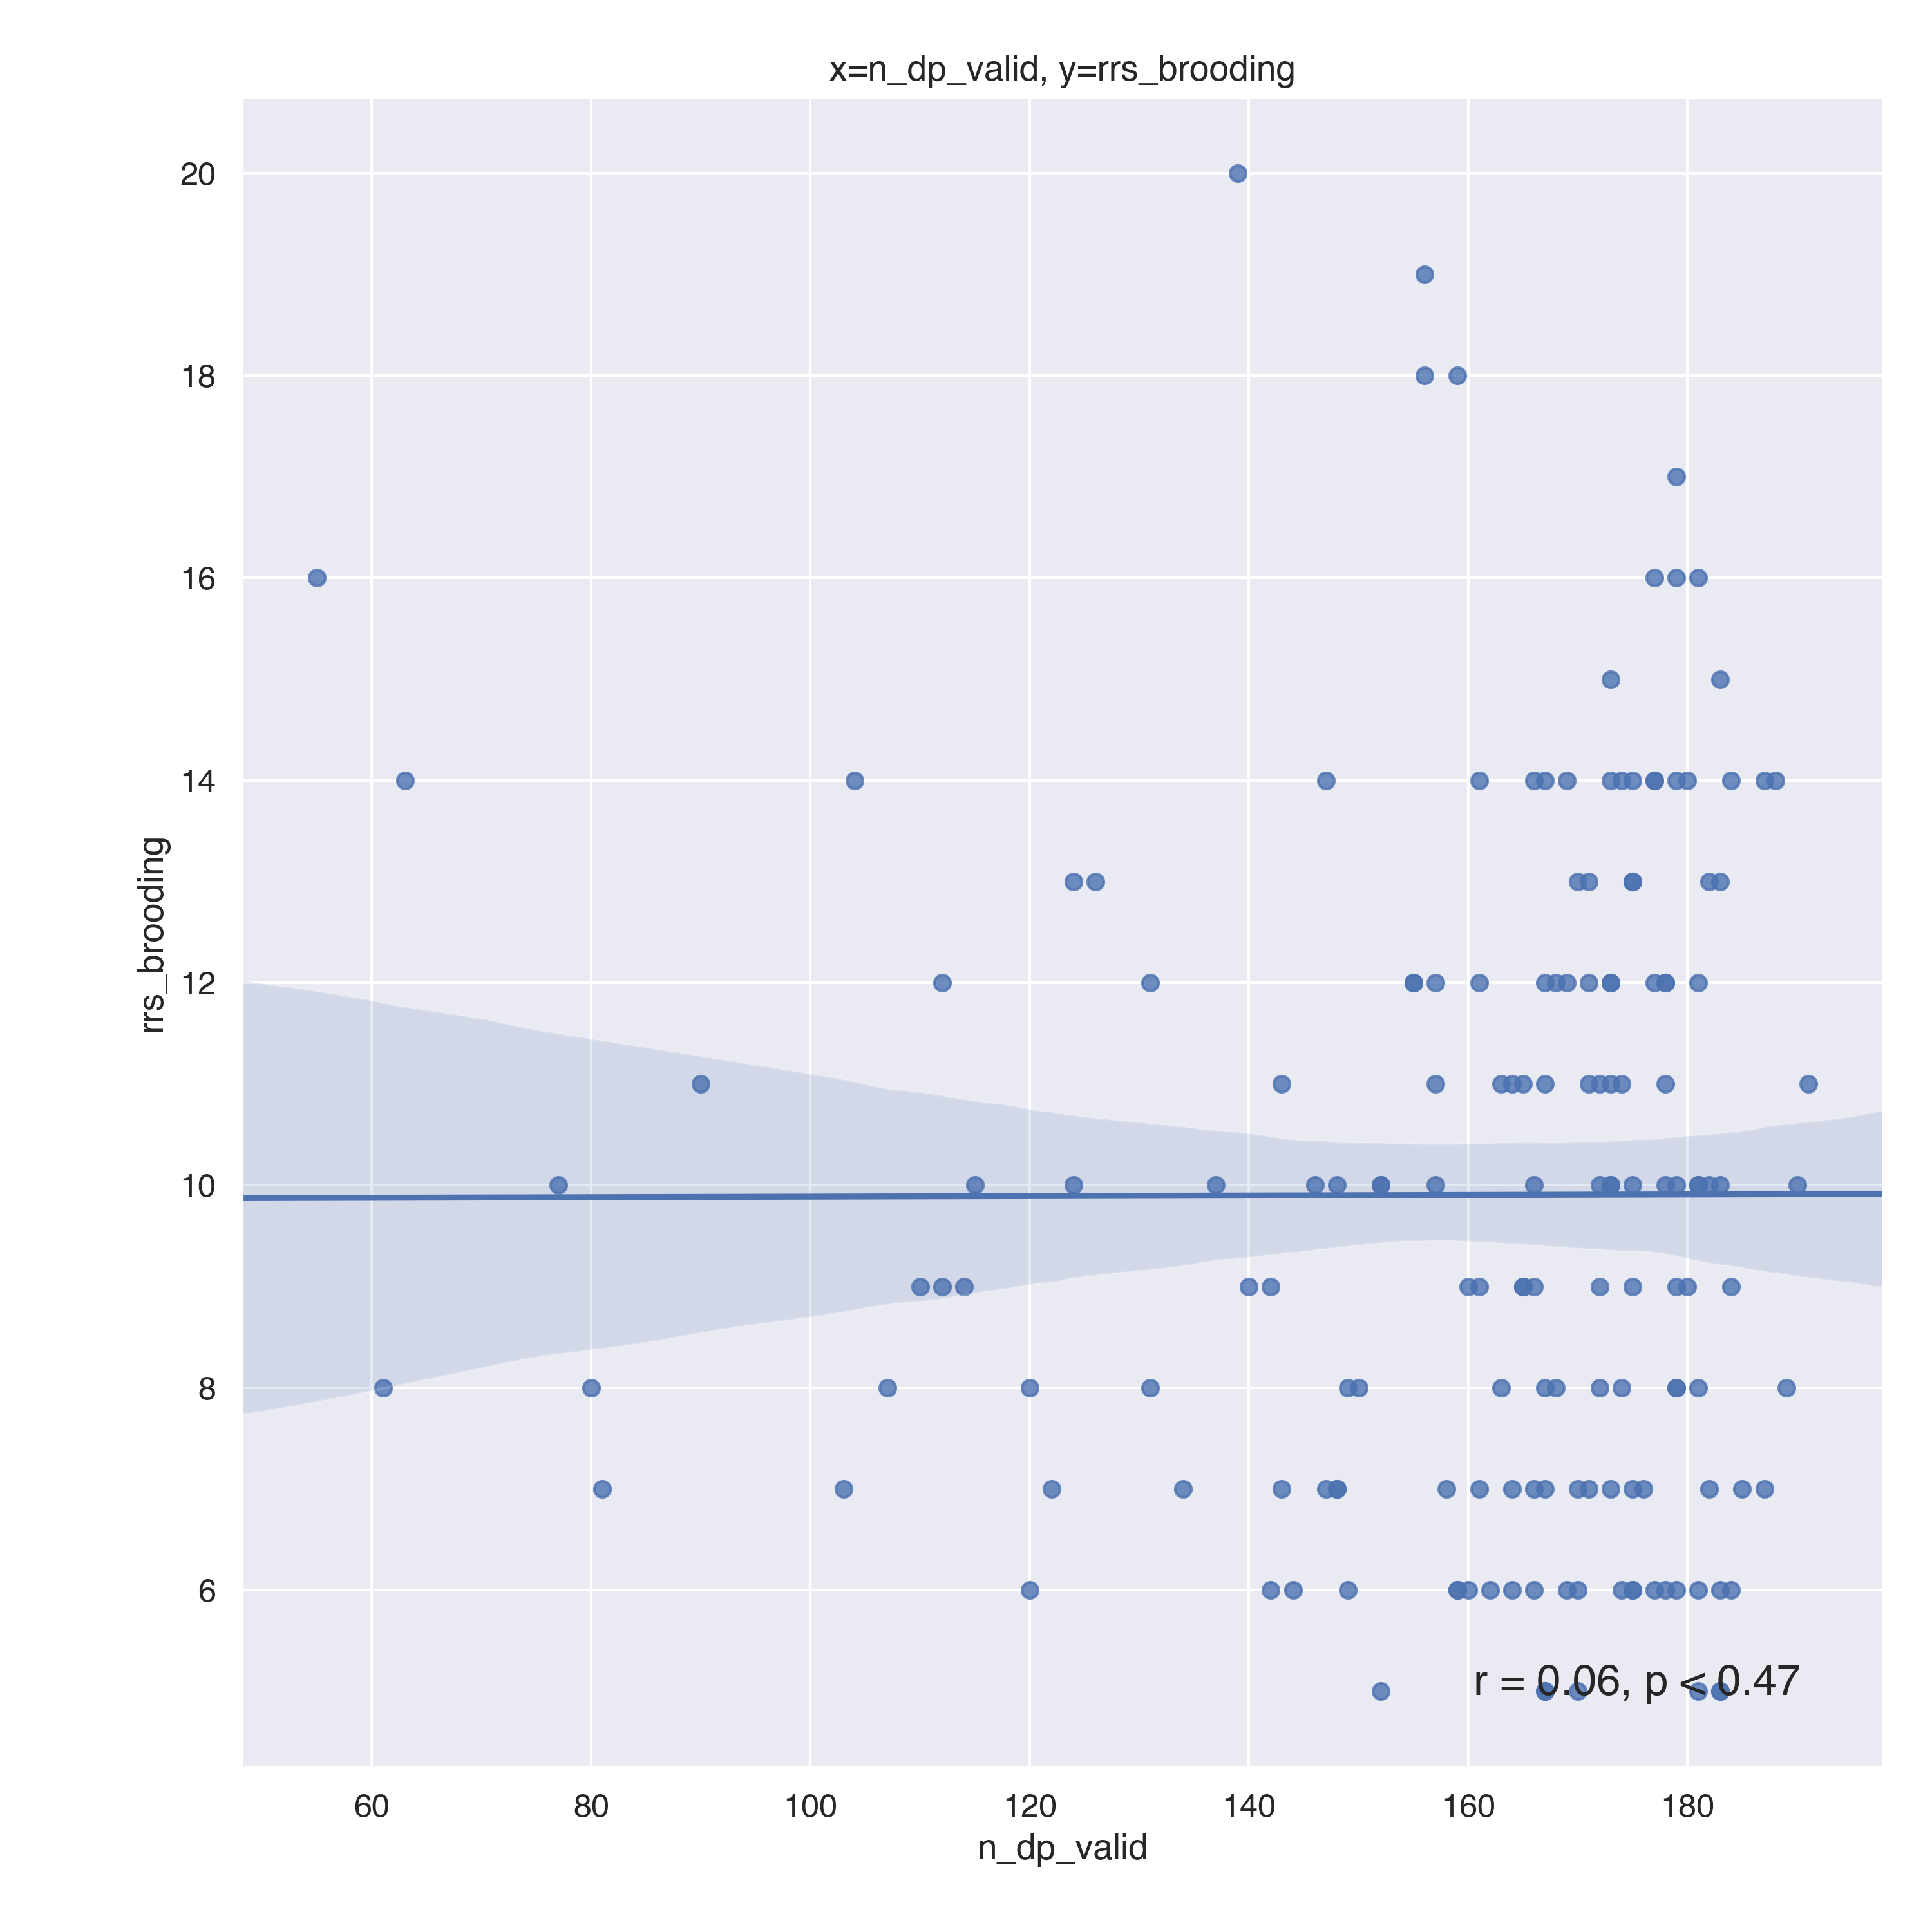 x=n_dp_valid, y=rrs_brooding
20
18
16
14
12
10
8
6
rrs_brooding
r = 0.06, p < 0.47
60 80 100 120 140 160 180
n_dp_valid